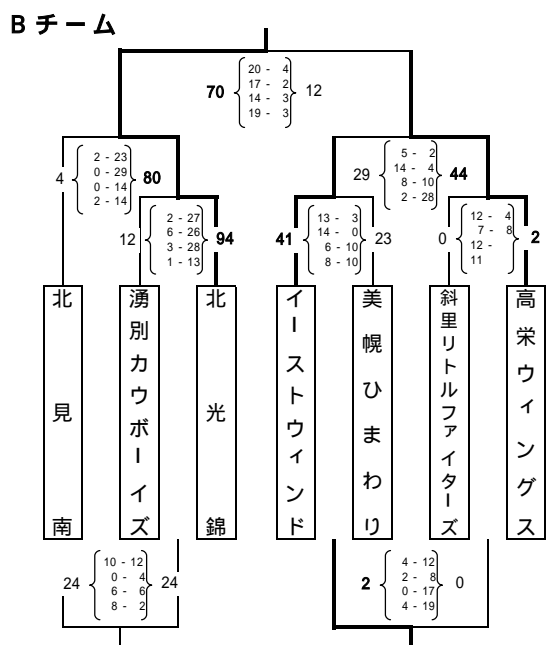 Bチーム
70 20 - 4 12
17 - 2
14 - 3
19 - 3
4 2 - 23 80
0 - 29
0 - 14
2 - 14
29 5 - 2 44
14 - 4
8 - 10
2 - 28
12 2 - 27 94
6 - 26
3 - 28
1 - 13
41 13 - 3 23
14 - 0
6 - 10
8 - 10
0 12 - 4 2
7 - 8
12 -
11
北見南
湧別カウボーイズ
北光錦
イーストウィンド
美幌ひまわり
斜里リトルファイターズ
高栄ウィングス
24 10 - 12 24
0 - 4
6 - 6
8 - 2
2 4 - 12 0
2 - 8
0 - 17
4 - 19